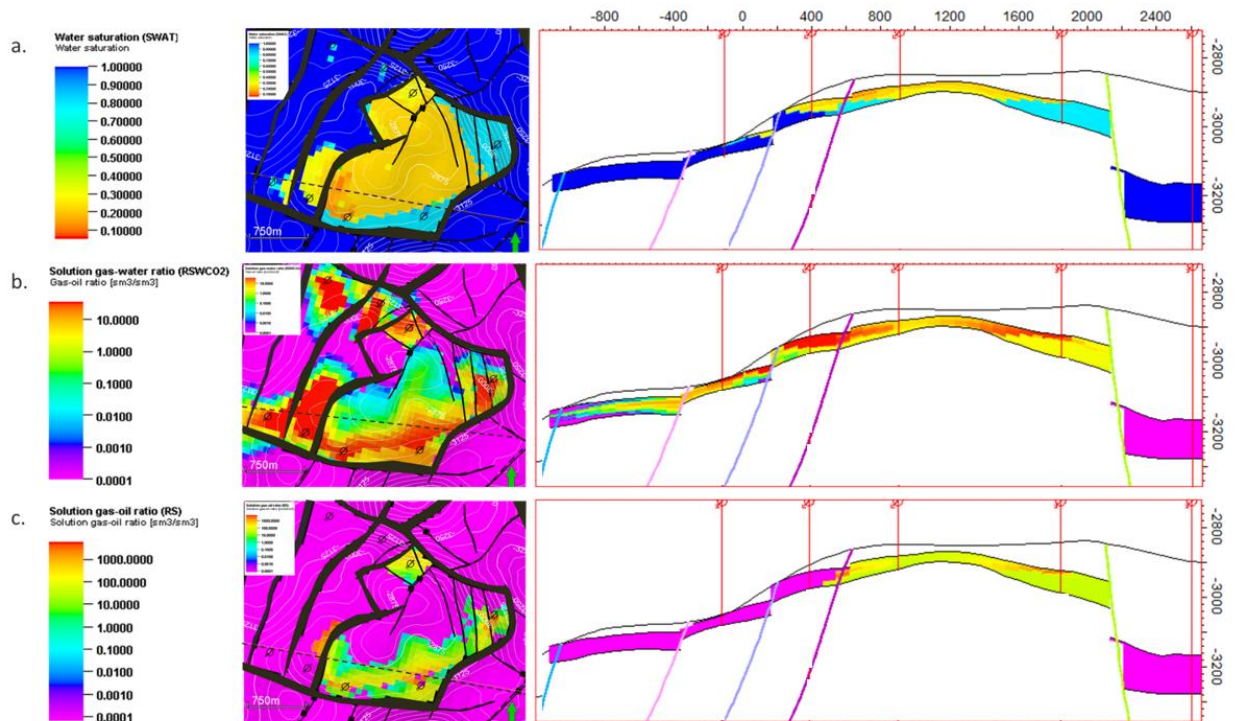 -800 -400 0 400 800 1200 1600 2000 2400
a.
Water saturation (SWAT)
Water saturation
1.00000
0.90000
0.80000
0.70000
0.60000
0.50000
0.40000
0.30000
0.20000
0.10000
750m
-3125
-2800
-3000
-3200
b.
Solution gas-water ratio (RSWCO2)
Gas-oil ratio [sm3/sm3]
10.0000
1.0000
0.1000
0.0100
0.0010
0.0001
750m
-3125
-2800
-3000
-3200
c.
Solution gas-oil ratio (RS)
Solution gas-oil ratio [sm3/sm3]
1000.0000
100.0000
10.0000
1.0000
0.1000
0.0100
0.0010
0.0001
750m
-3125
-2800
-3000
-3200